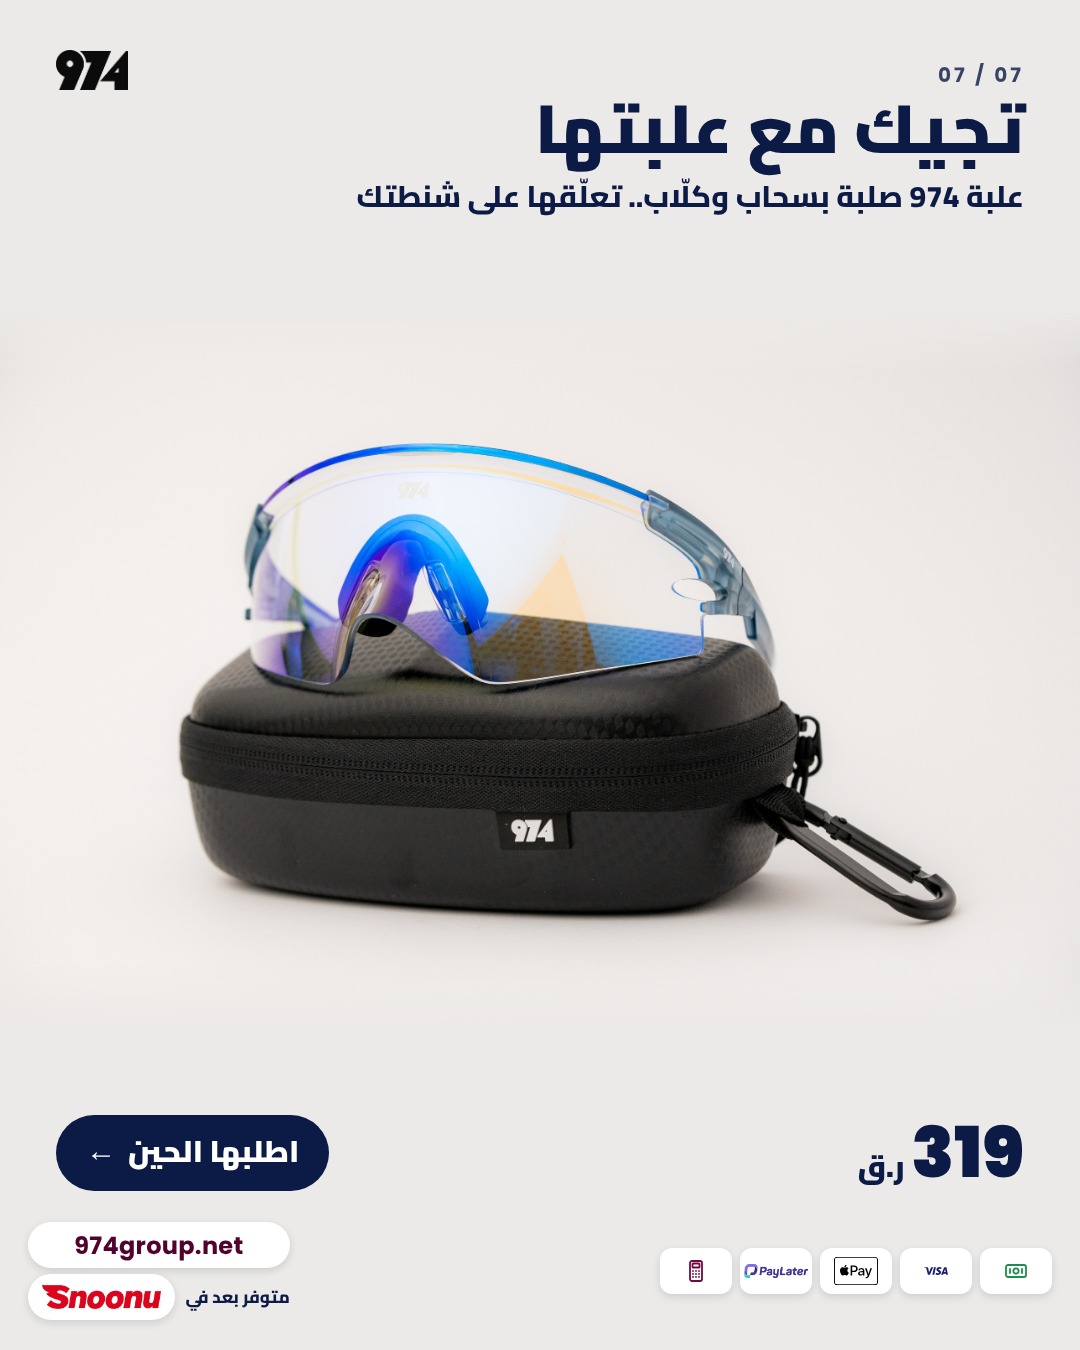 974
07 / 07
تجيك مع علبتها
علبة 974 صلبة بسحاب وكلّاب.. تعلّقها على شنطتك
974
974
974
319 ر.ق
اطلبها الحين ←
974group.net
متوفر بعد في Snoonu
VISA
Pay
PayLater